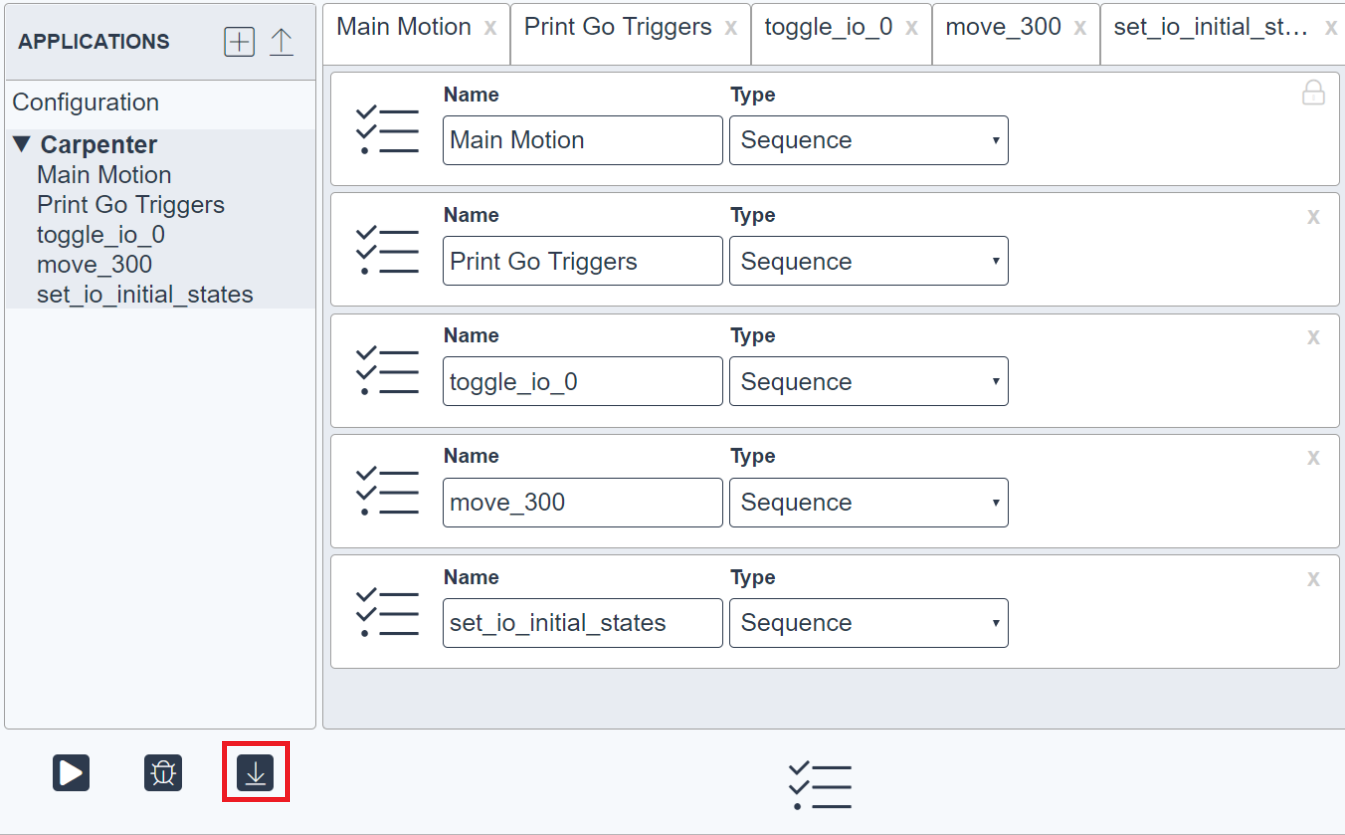 APPLICATIONS
Configuration
▼ Carpenter
Main Motion
Print Go Triggers
toggle_io_0
move_300
set_io_initial_states
Main Motion x Print Go Triggers x toggle_io_0 x move_300 x set_io_initial_st... x
Name Type
Main Motion Sequence
Name Type x
Print Go Triggers Sequence
Name Type x
toggle_io_0 Sequence
Name Type x
move_300 Sequence
Name Type x
set_io_initial_states Sequence